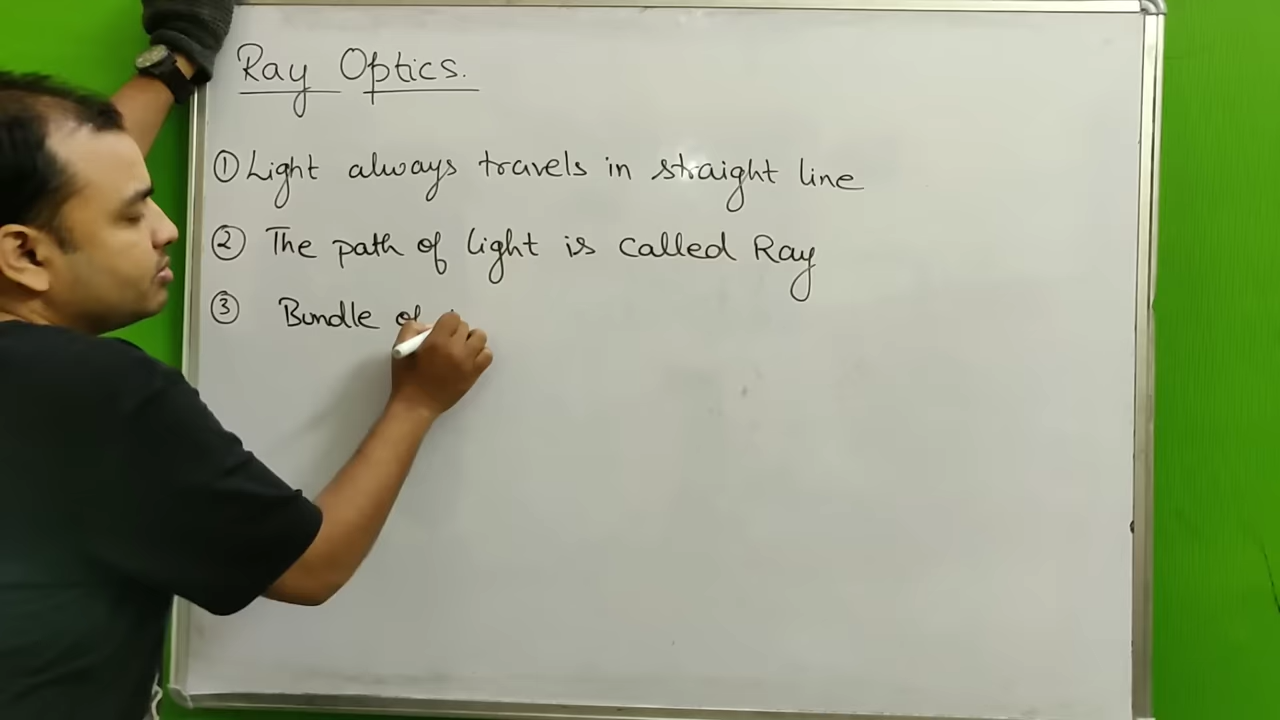 Ray Optics.
① Light always travels in straight line
② The path of light is called Ray
③ Bundle of